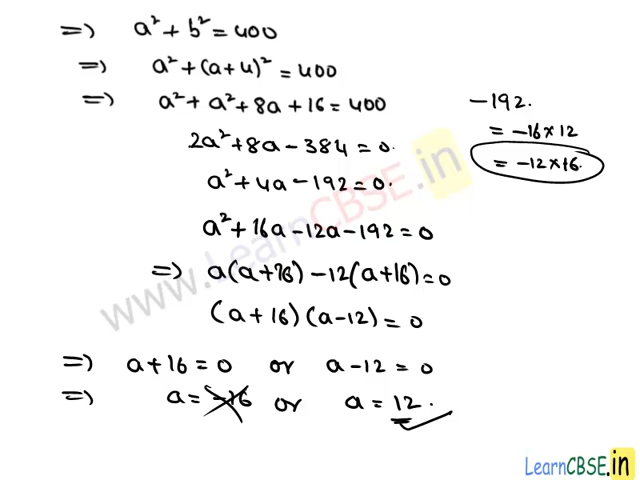 ⇒ a² + b² = 400
⇒ a² + (a+4)² = 400
⇒ a² + a² + 8a + 16 = 400
2a² + 8a - 384 = 0.
a² + 4a - 192 = 0.
a² + 16a - 12a - 192 = 0
⇒ a(a+16) - 12(a+16) = 0
(a+16)(a-12) = 0
⇒ a+16 = 0 or a-12 = 0
⇒ a = -16 or a = 12.
-192.
= -16×12
= -12×16.
www.LearnCBSE.in
LearnCBSE.in